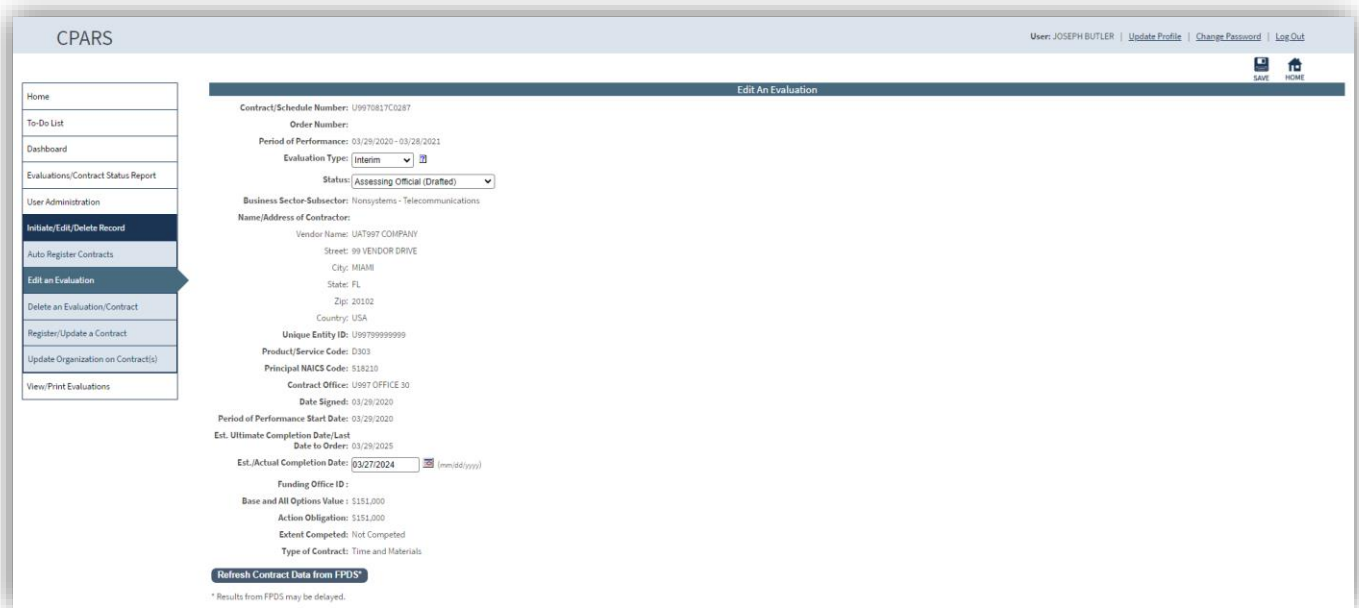 CPARS
User: JOSEPH BUTLER | Update Profile | Change Password | Log Out
SAVE HOME
Home
To-Do List
Dashboard
Evaluations/Contract Status Report
User Administration
Initiate/Edit/Delete Record
Auto Register Contracts
Edit an Evaluation
Delete an Evaluation/Contract
Register/Update a Contract
Update Organization on Contract(s)
View/Print Evaluations
Edit An Evaluation
Contract/Schedule Number: U9970817C0287
Order Number:
Period of Performance: 03/29/2020 - 03/28/2021
Evaluation Type: Interim
Status: Assessing Official (Drafted)
Business Sector-Subsector: Nonsystems - Telecommunications
Name/Address of Contractor:
Vendor Name: UAT997 COMPANY
Street: 99 VENDOR DRIVE
City: MIAMI
State: FL
Zip: 20102
Country: USA
Unique Entity ID: U99799999999
Product/Service Code: D303
Principal NAICS Code: 518210
Contract Office: U997 OFFICE 30
Date Signed: 03/29/2020
Period of Performance Start Date: 03/29/2020
Est. Ultimate Completion Date/Last
Date to Order: 03/29/2025
Est./Actual Completion Date: 03/27/2024 (mm/dd/yyyy)
Funding Office ID :
Base and All Options Value : $151,000
Action Obligation: $151,000
Extent Competed: Not Competed
Type of Contract: Time and Materials
Refresh Contract Data from FPDS*
* Results from FPDS may be delayed.